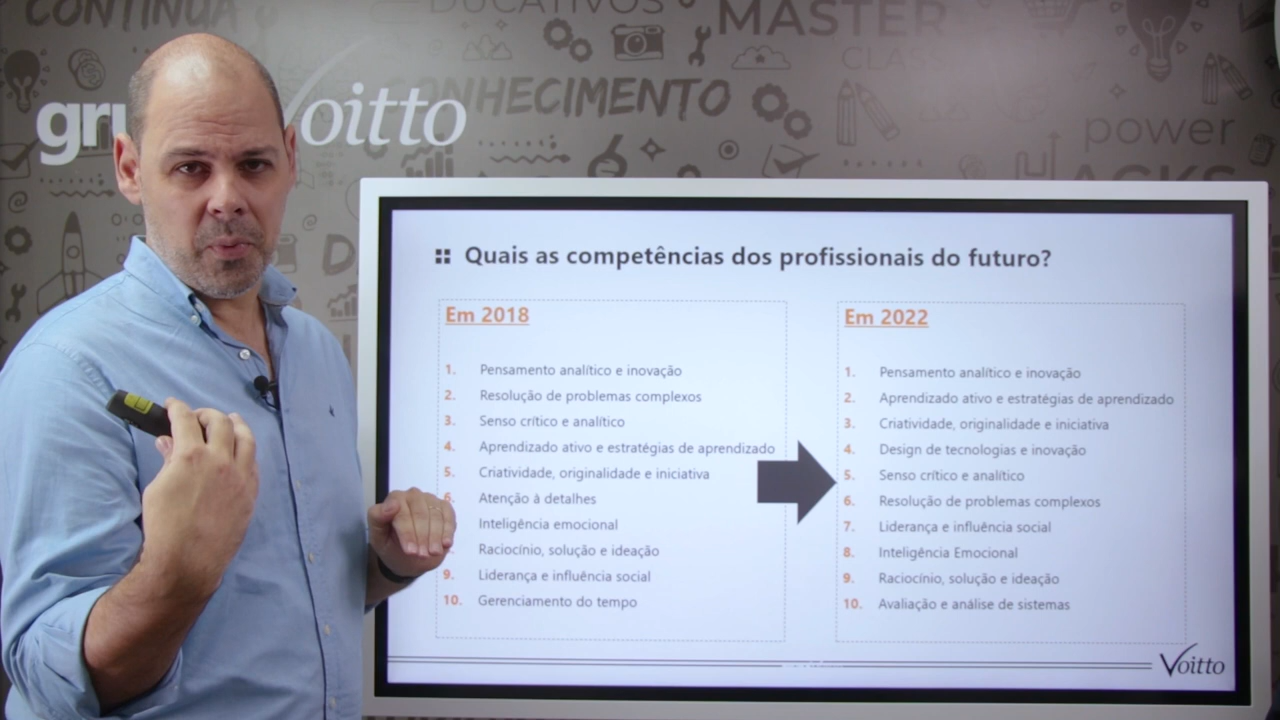 CONTINUA
EDUCATIVOS
MASTER
CLASS
CONHECIMENTO
Voitto
power
Quais as competências dos profissionais do futuro?
Em 2018
1. Pensamento analítico e inovação
2. Resolução de problemas complexos
3. Senso crítico e analítico
4. Aprendizado ativo e estratégias de aprendizado
5. Criatividade, originalidade e iniciativa
6. Atenção à detalhes
Inteligência emocional
Raciocínio, solução e ideação
9. Liderança e influência social
10. Gerenciamento do tempo
Em 2022
1. Pensamento analítico e inovação
2. Aprendizado ativo e estratégias de aprendizado
3. Criatividade, originalidade e iniciativa
4. Design de tecnologias e inovação
5. Senso crítico e analítico
6. Resolução de problemas complexos
7. Liderança e influência social
8. Inteligência Emocional
9. Raciocínio, solução e ideação
10. Avaliação e análise de sistemas
Voitto